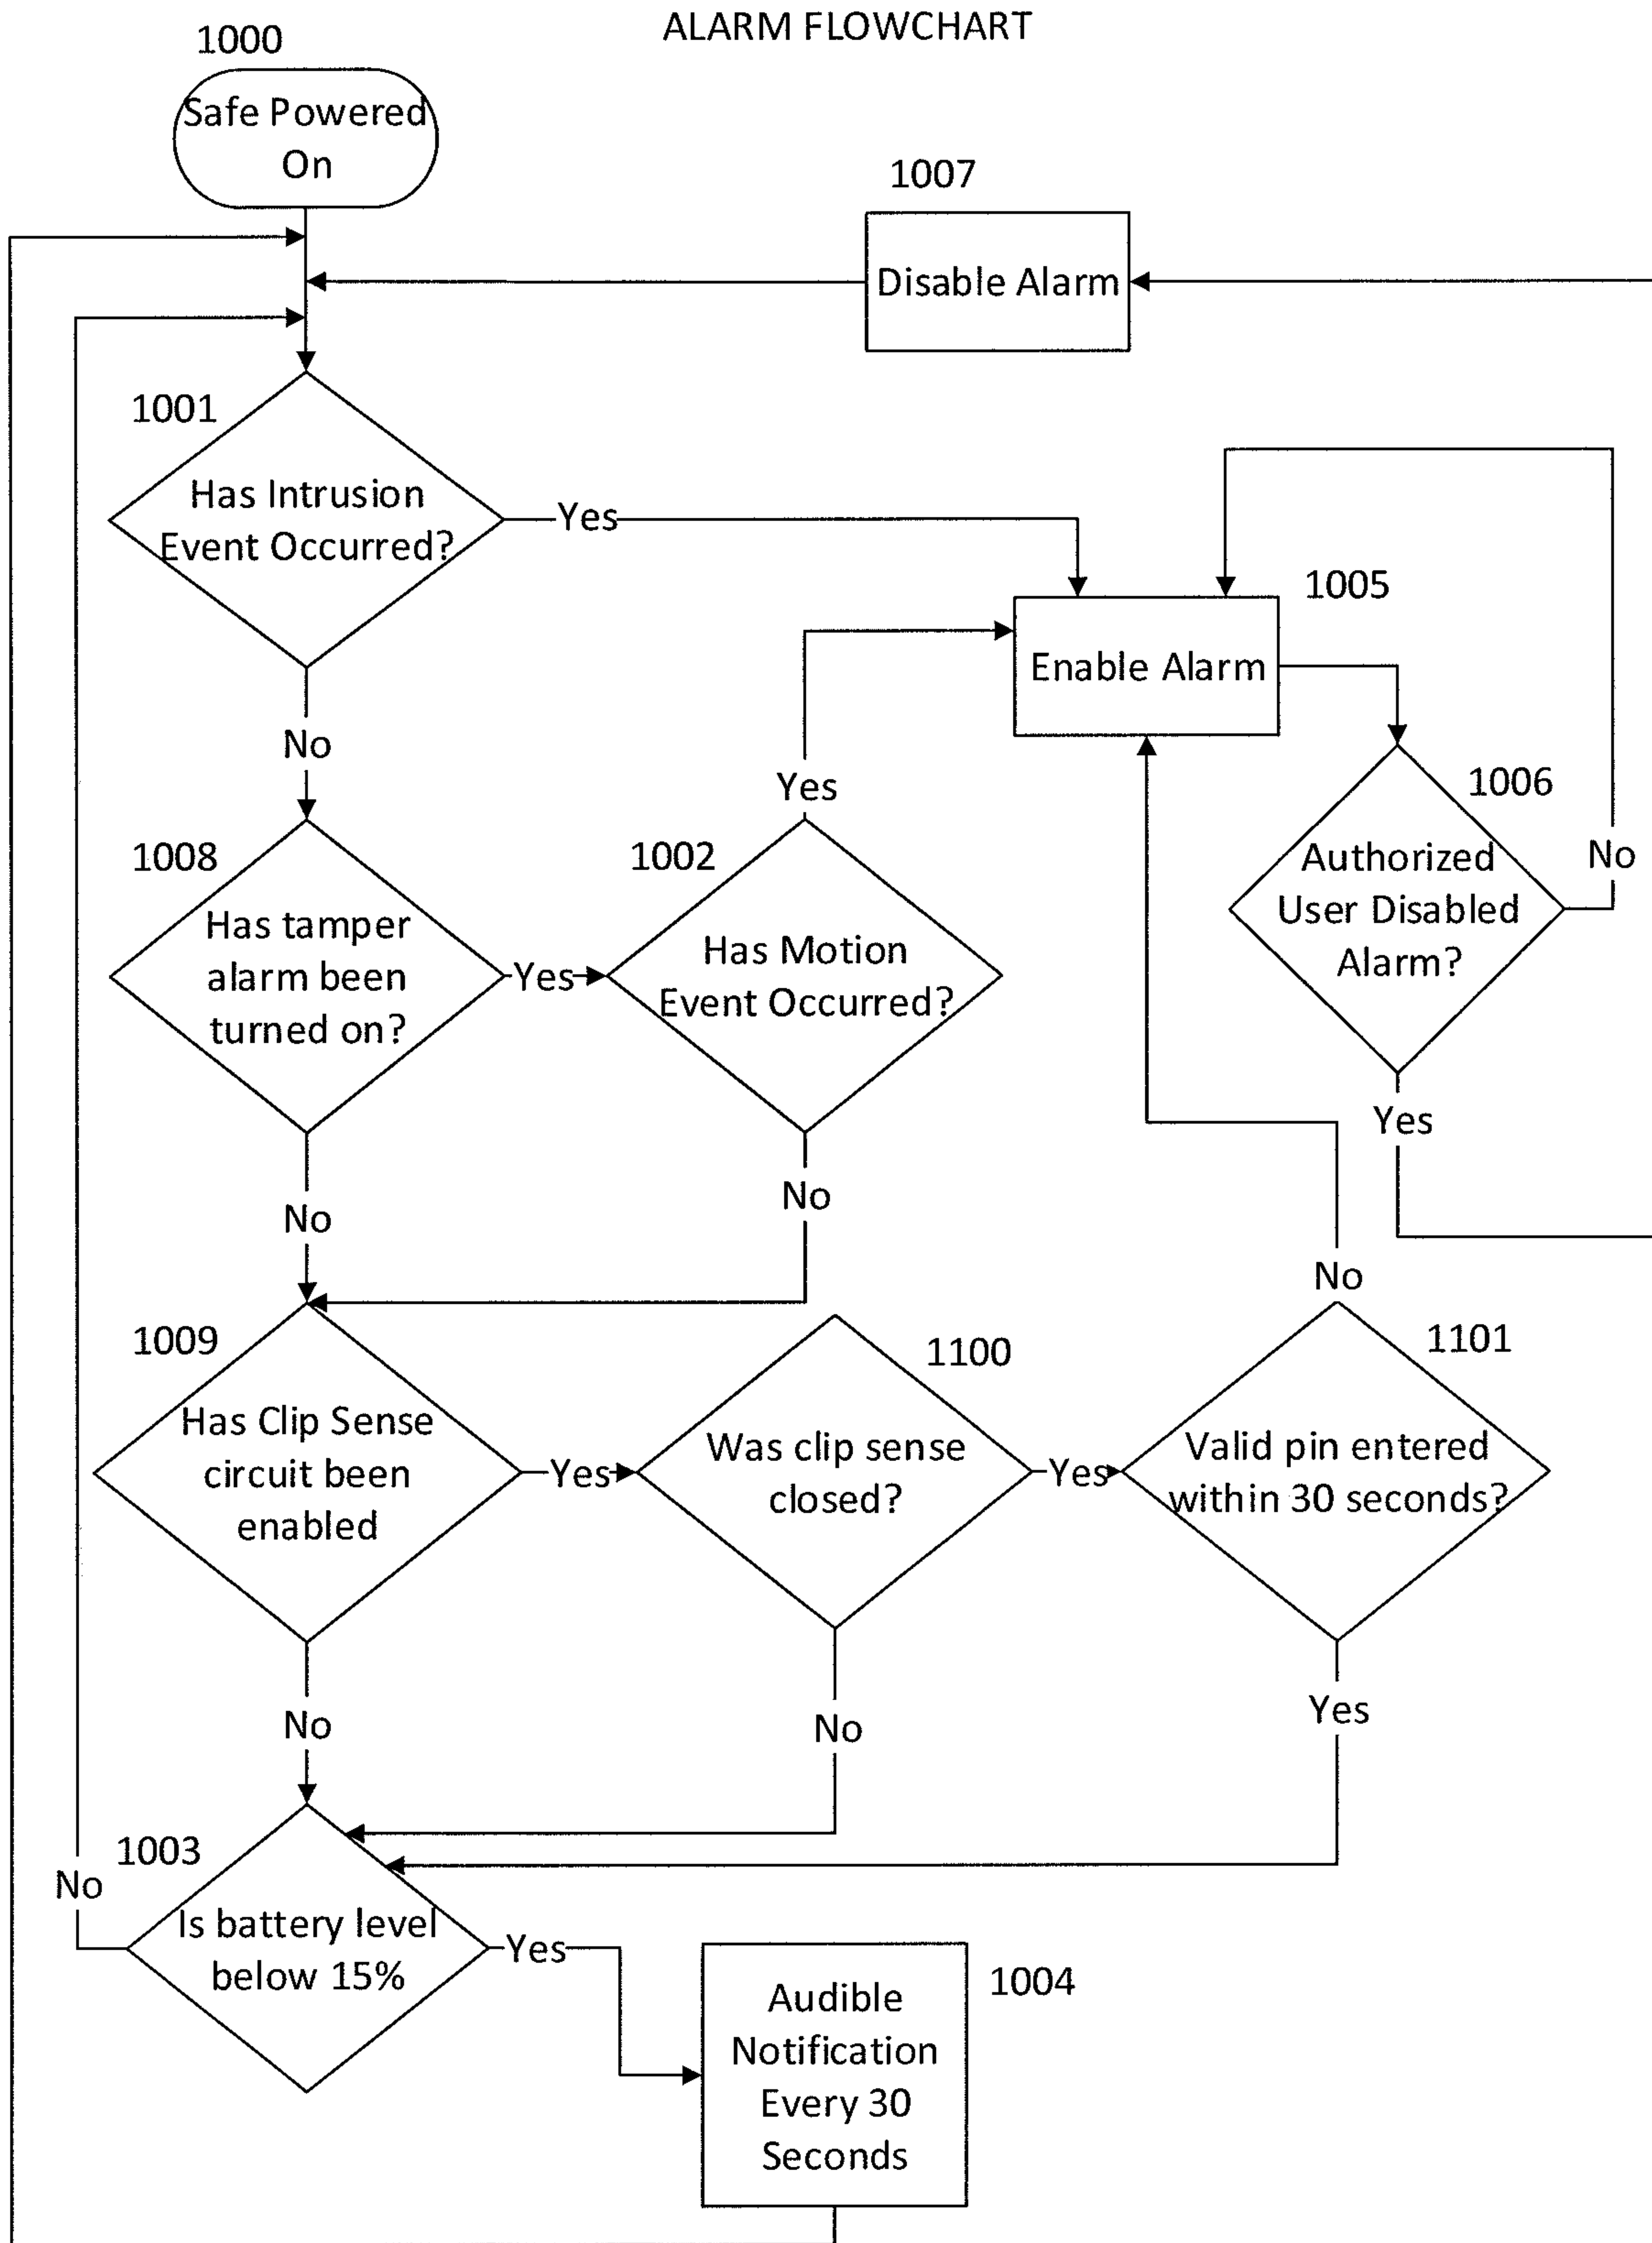 ALARM FLOWCHART
1000
Safe Powered
On
1007
Disable Alarm
1001
Has Intrusion
Event Occurred?
Yes
No
1005
Enable Alarm
1008
Has tamper
alarm been
turned on?
Yes
No
1002
Has Motion
Event Occurred?
Yes
No
1006
Authorized
User Disabled
Alarm?
No
Yes
1009
Has Clip Sense
circuit been
enabled
Yes
No
1100
Was clip sense
closed?
Yes
No
1101
Valid pin entered
within 30 seconds?
No
Yes
1003
Is battery level
below 15%
No
Yes
1004
Audible
Notification
Every 30
Seconds